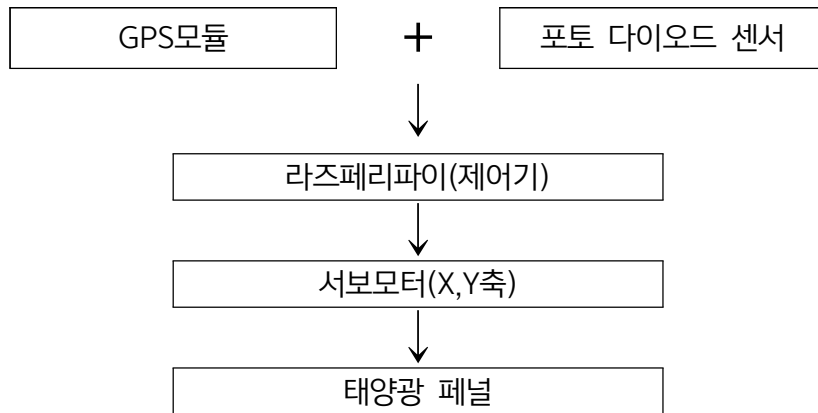 GPS모듈 + 포토 다이오드 센서
라즈페리파이(제어기)
서보모터(X,Y축)
태양광 페널